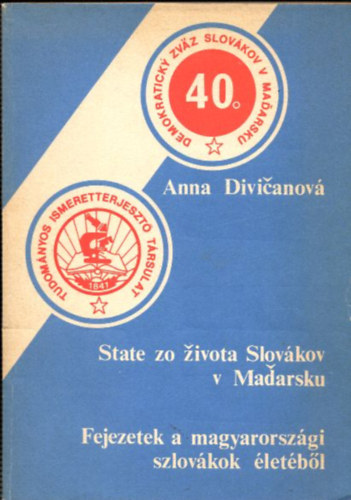 DEMOKRATICKÝ ZVÄZ SLOVÁKOV V MAĎARSKU
40.
Anna Divičanová
TUDOMÁNYOS ISMERETTERJESZTŐ TÁRSULAT
1841
State zo života Slovákov
v Maďarsku
Fejezetek a magyarországi
szlovákok életéből